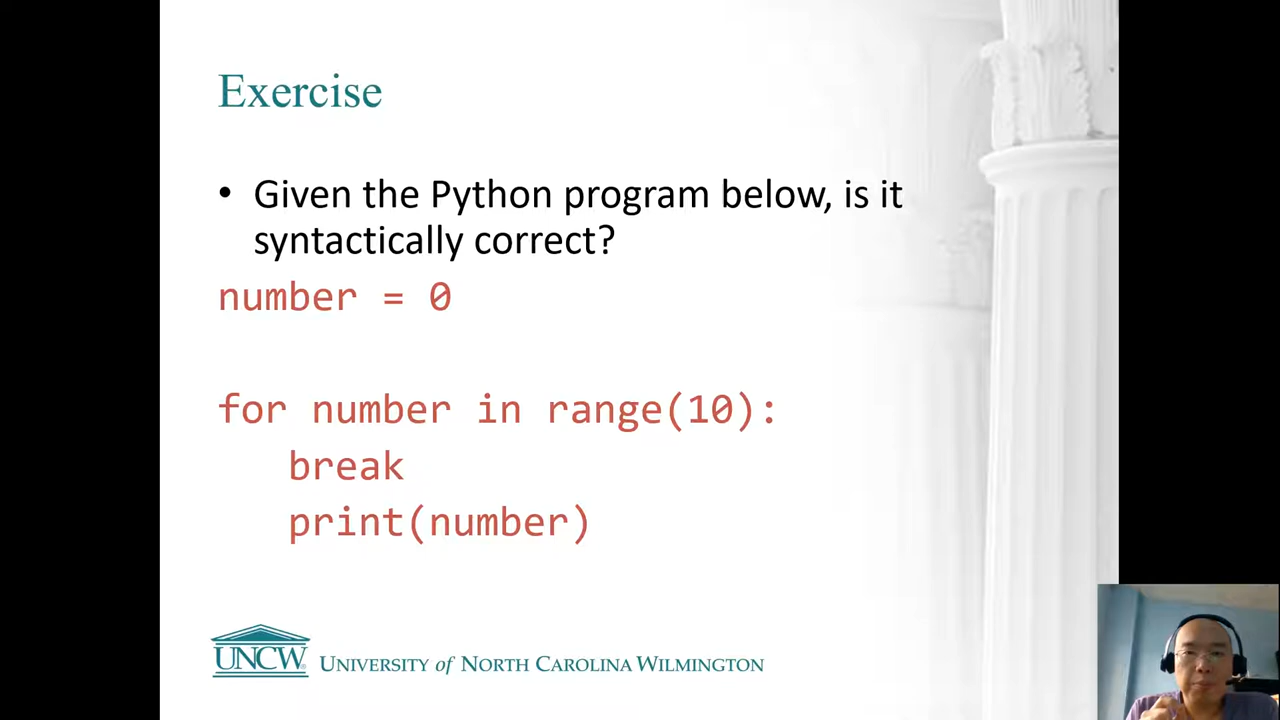 Exercise
• Given the Python program below, is it
syntactically correct?
number = 0
for number in range(10):
break
print(number)
UNCW
UNIVERSITY of NORTH CAROLINA WILMINGTON